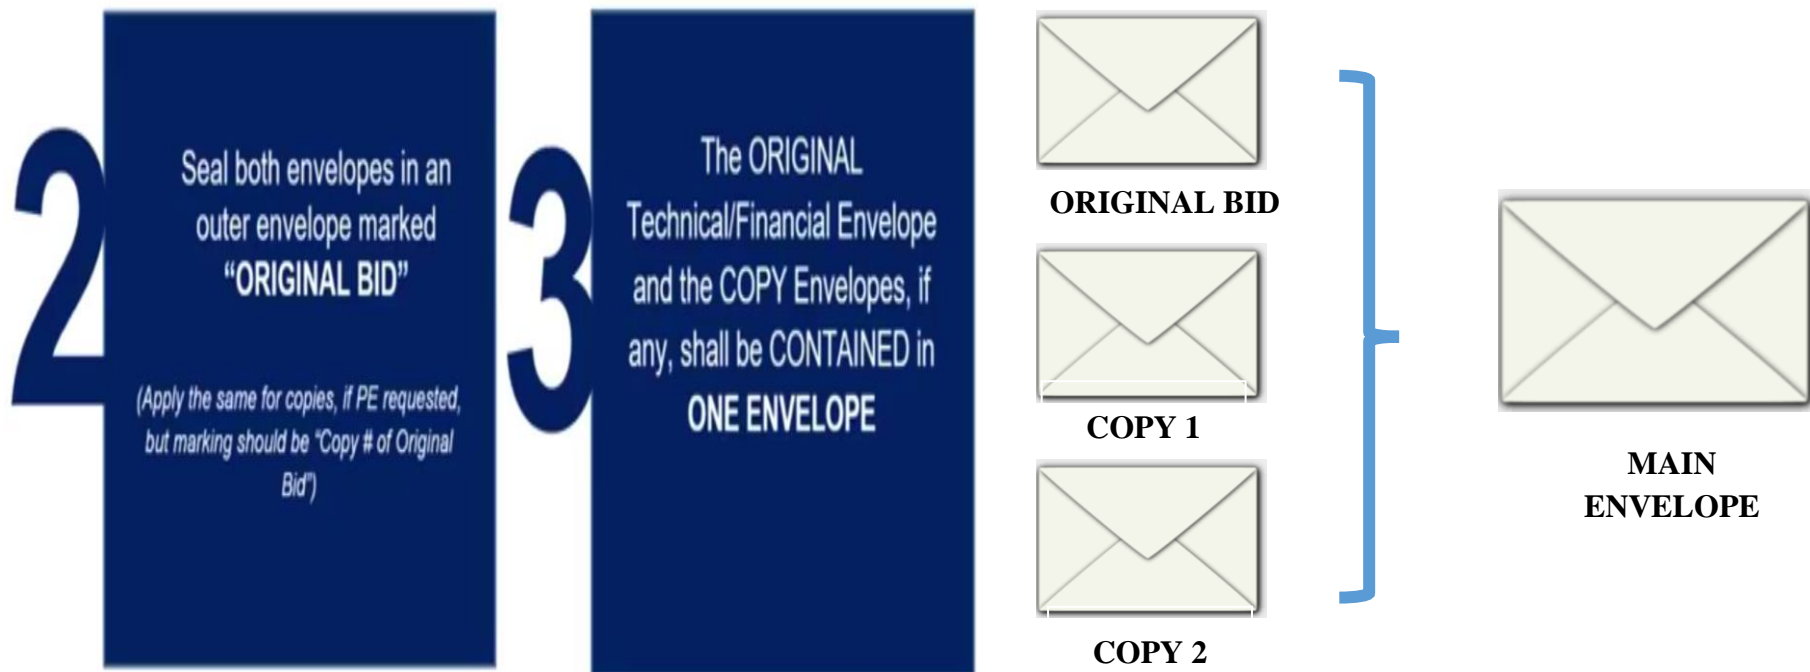 2
Seal both envelopes in an
outer envelope marked
“ORIGINAL BID”
(Apply the same for copies, if PE requested,
but marking should be “Copy # of Original
Bid”)
3
The ORIGINAL
Technical/Financial Envelope
and the COPY Envelopes, if
any, shall be CONTAINED in
ONE ENVELOPE
ORIGINAL BID
COPY 1
COPY 2
MAIN
ENVELOPE